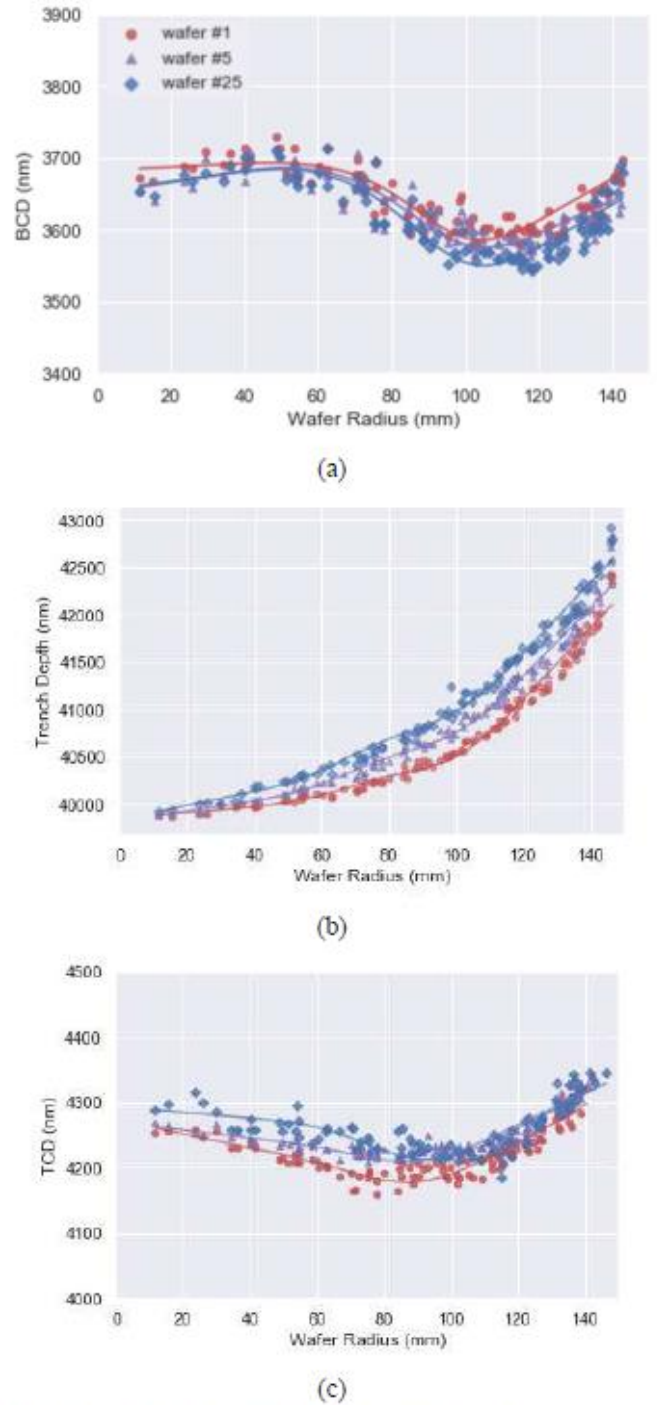 3900
wafer #1
wafer #5
wafer #25
3800
3700
3600
3500
3400
BCD (nm)
0 20 40 60 80 100 120 140
Wafer Radius (mm)
(a)
43000
42500
42000
41500
41000
40500
40000
Trench Depth (nm)
0 20 40 60 80 100 120 140
Wafer Radius (mm)
(b)
4500
4400
4300
4200
4100
4000
TCD (nm)
0 20 40 60 80 100 120 140
Wafer Radius (mm)
(c)